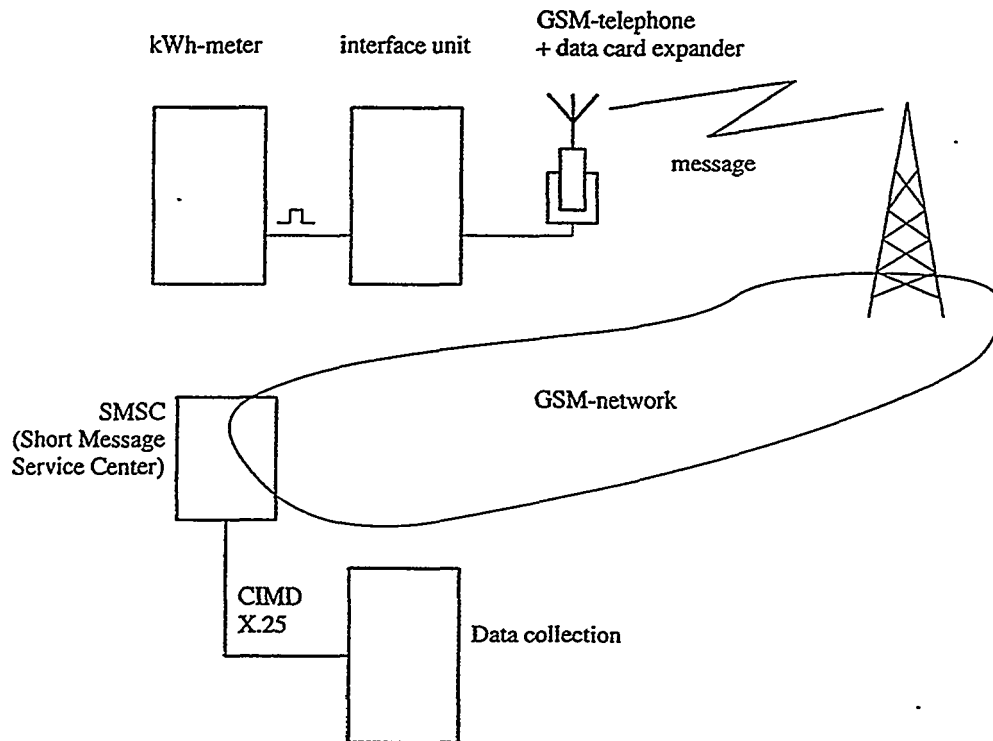 kWh-meter
interface unit
GSM-telephone
+ data card expander
message
GSM-network
SMSC
(Short Message
Service Center)
CIMD
X.25
Data collection